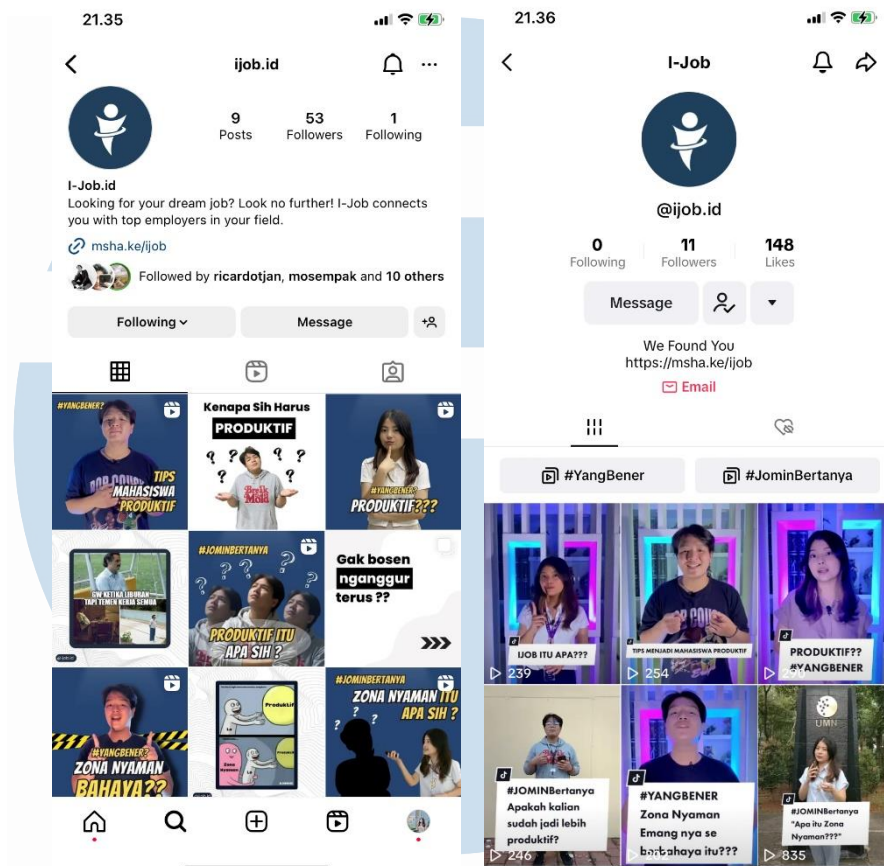 21.35
ijob.id
9
Posts
53
Followers
1
Following
I-Job.id
Looking for your dream job? Look no further! I-Job connects
you with top employers in your field.
msha.ke/ijob
Followed by ricardotjan, mosempak and 10 others
Following
Message
#YANGBENER?
TIPS
MAHASISWA
PRODUKTIF
Kenapa Sih Harus
PRODUKTIF
? ? ? ?
? ?
#YANGBENER?
PRODUKTIF???
GW KETIKA LIBURAN
TAPI TEMEN KERJA SEMUA
#JOMINBERTANYA
PRODUKTIF ITU
APA SIH ?
Gak bosen
nganggur
terus ??
#YANGBENER?
ZONA NYAMAN
BAHAYA??
Produktif
Lo
Zona
Nyaman
Lo
#JOMINBERTANYA
ZONA NYAMAN ITU
APA SIH ?
21.36
I-Job
@ijob.id
0
Following
11
Followers
148
Likes
Message
We Found You
https://msha.ke/ijob
Email
#YangBener
#JominBertanya
IJOB ITU APA???
239
TIPS MENJADI MAHASISWA PRODUKTIF
254
PRODUKTIF??
#YANGBENER
#JOMINBertanya
Apakah kalian
sudah jadi lebih
produktif?
246
#YANGBENER
Zona Nyaman
Emang nya se
berbahaya itu???
UMN
#JOMINBertanya
"Apa itu Zona
Nyaman???"
835